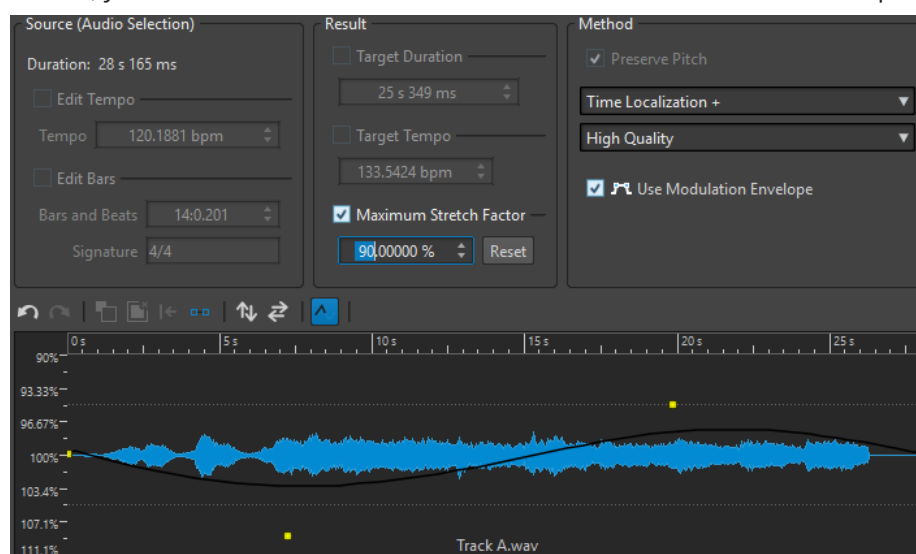 Source (Audio Selection)
Duration: 28 s 165 ms
Edit Tempo
Tempo 120.1881 bpm
Edit Bars
Bars and Beats 14:0.201
Signature 4/4
Result
Target Duration
25 s 349 ms
Target Tempo
133.5424 bpm
Maximum Stretch Factor
90.00000 % Reset
Method
Preserve Pitch
Time Localization +
High Quality
Use Modulation Envelope
0 s 5 s 10 s 15 s 20 s 25 s
90%
93.33%
96.67%
100%
103.4%
107.1%
111.1%
Track A.wav